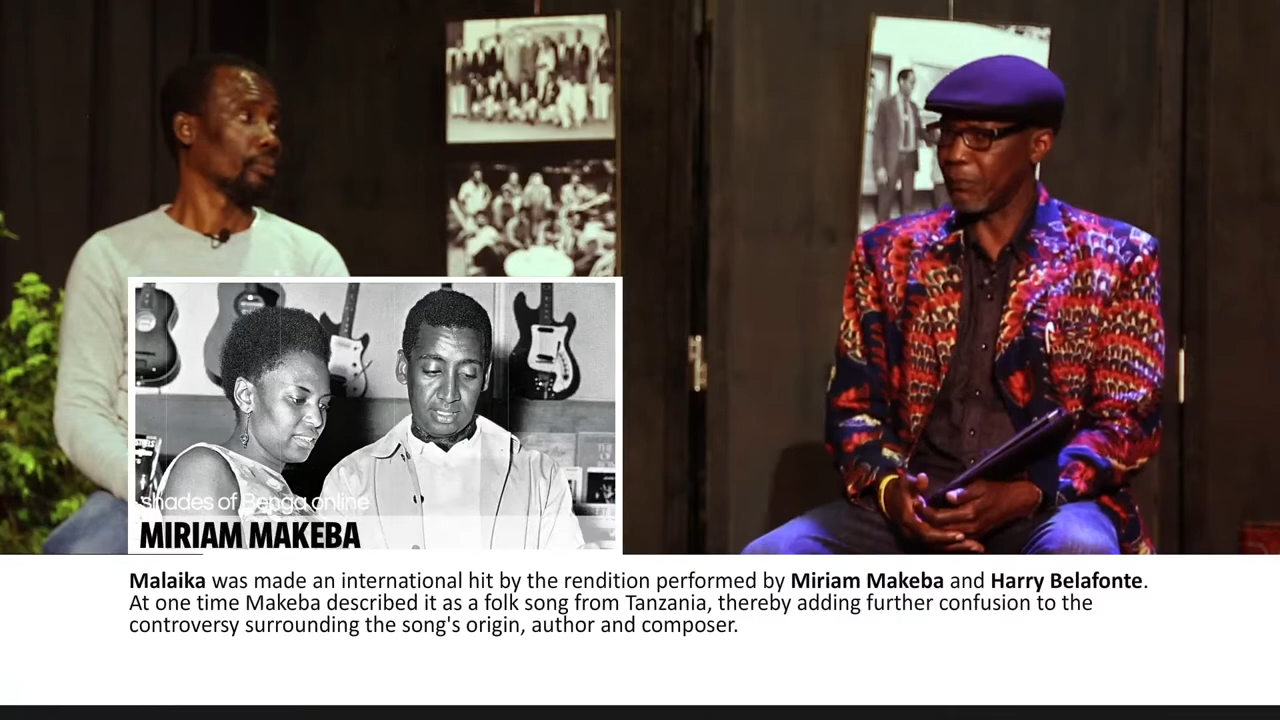 shades of Benga online
MIRIAM MAKEBA
Malaika was made an international hit by the rendition performed by Miriam Makeba and Harry Belafonte.
At one time Makeba described it as a folk song from Tanzania, thereby adding further confusion to the
controversy surrounding the song's origin, author and composer.